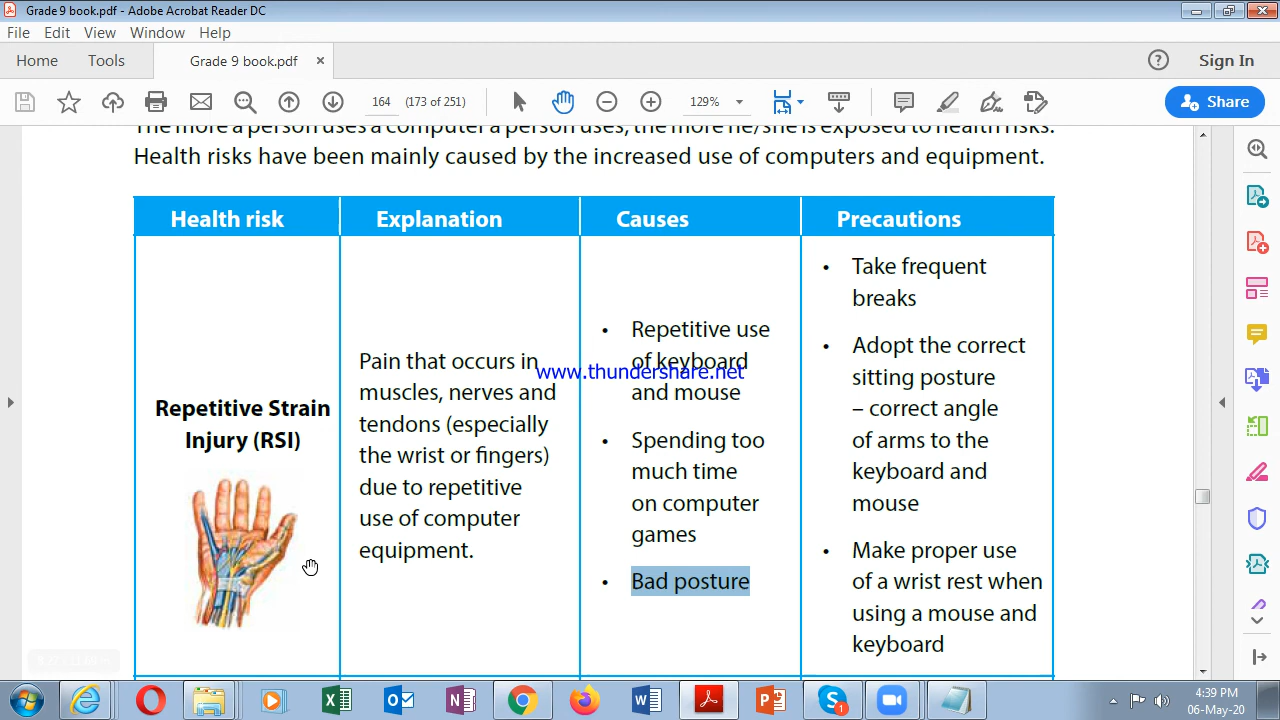 Grade 9 book.pdf - Adobe Acrobat Reader DC
File Edit View Window Help
Home Tools Grade 9 book.pdf × Sign In
164 (173 of 251) 129% Share
The more a person uses a computer a person uses, the more he/she is exposed to health risks.
Health risks have been mainly caused by the increased use of computers and equipment.
Health risk Explanation Causes Precautions
Repetitive Strain
Injury (RSI)
Pain that occurs in
muscles, nerves and
tendons (especially
the wrist or fingers)
due to repetitive
use of computer
equipment.
• Repetitive use
of keyboard
and mouse
• Spending too
much time
on computer
games
• Bad posture
• Take frequent
breaks
• Adopt the correct
sitting posture
– correct angle
of arms to the
keyboard and
mouse
• Make proper use
of a wrist rest when
using a mouse and
keyboard
www.thundershare.net
4:39 PM
06-May-20